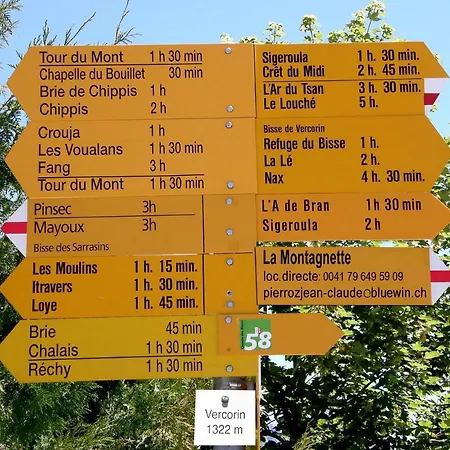 Tour du Mont 1 h 30 min
Chapelle du Bouillet 30 min
Brie de Chippis 1 h
Chippis 2 h
Crouja 1 h
Les Voualans 1 h 30 min
Fang 3 h
Tour du Mont 1 h 30 min
Pinsec 3h
Mayoux 3h
Bisse des Sarrasins
Les Moulins 1 h. 15 min.
Itravers 1 h. 30 min.
Loye 1 h. 45 min.
Brie 45 min
Chalais 1 h 30 min
Réchy 1 h 30 min
Sigeroula 1 h. 30 min.
Crêt du Midi 2 h. 45 min.
L'Ar du Tsan 3 h. 30 min.
Le Louché 5 h.
Bisse de Vercorin
Refuge du Bisse 1 h.
La Lé 2 h.
Nax 4 h. 30 min.
L'A de Bran 1 h 30 min
Sigeroula 2 h
La Montagnette
loc.directe: 0041 79 649 59 09
pierrozjean-claude@bluewin.ch
58
Vercorin
1322 m